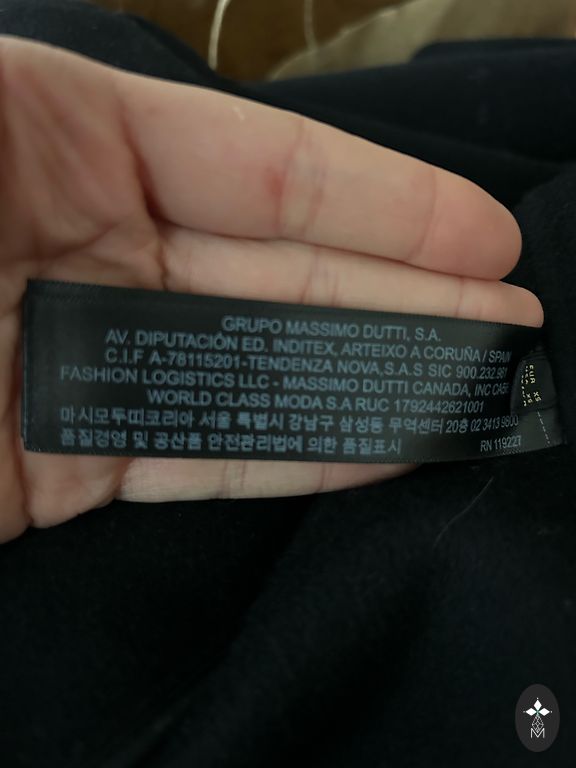 GRUPO MASSIMO DUTTI, S.A.
AV. DIPUTACIÓN ED. INDITEX, ARTEIXO A CORUÑA / SPAIN
C.I.F A-78115201-TENDENZA NOVA,S.A.S SIC 900.232.981
FASHION LOGISTICS LLC - MASSIMO DUTTI CANADA, INC
WORLD CLASS MODA S.A RUC 1792442621001
마시모두띠코리아 서울 특별시 강남구 삼성동 무역센터 20층 02 3413 9800
품질경영 및 공산품 안전관리법에 의한 품질표시
RN 119227
EUR XS
M